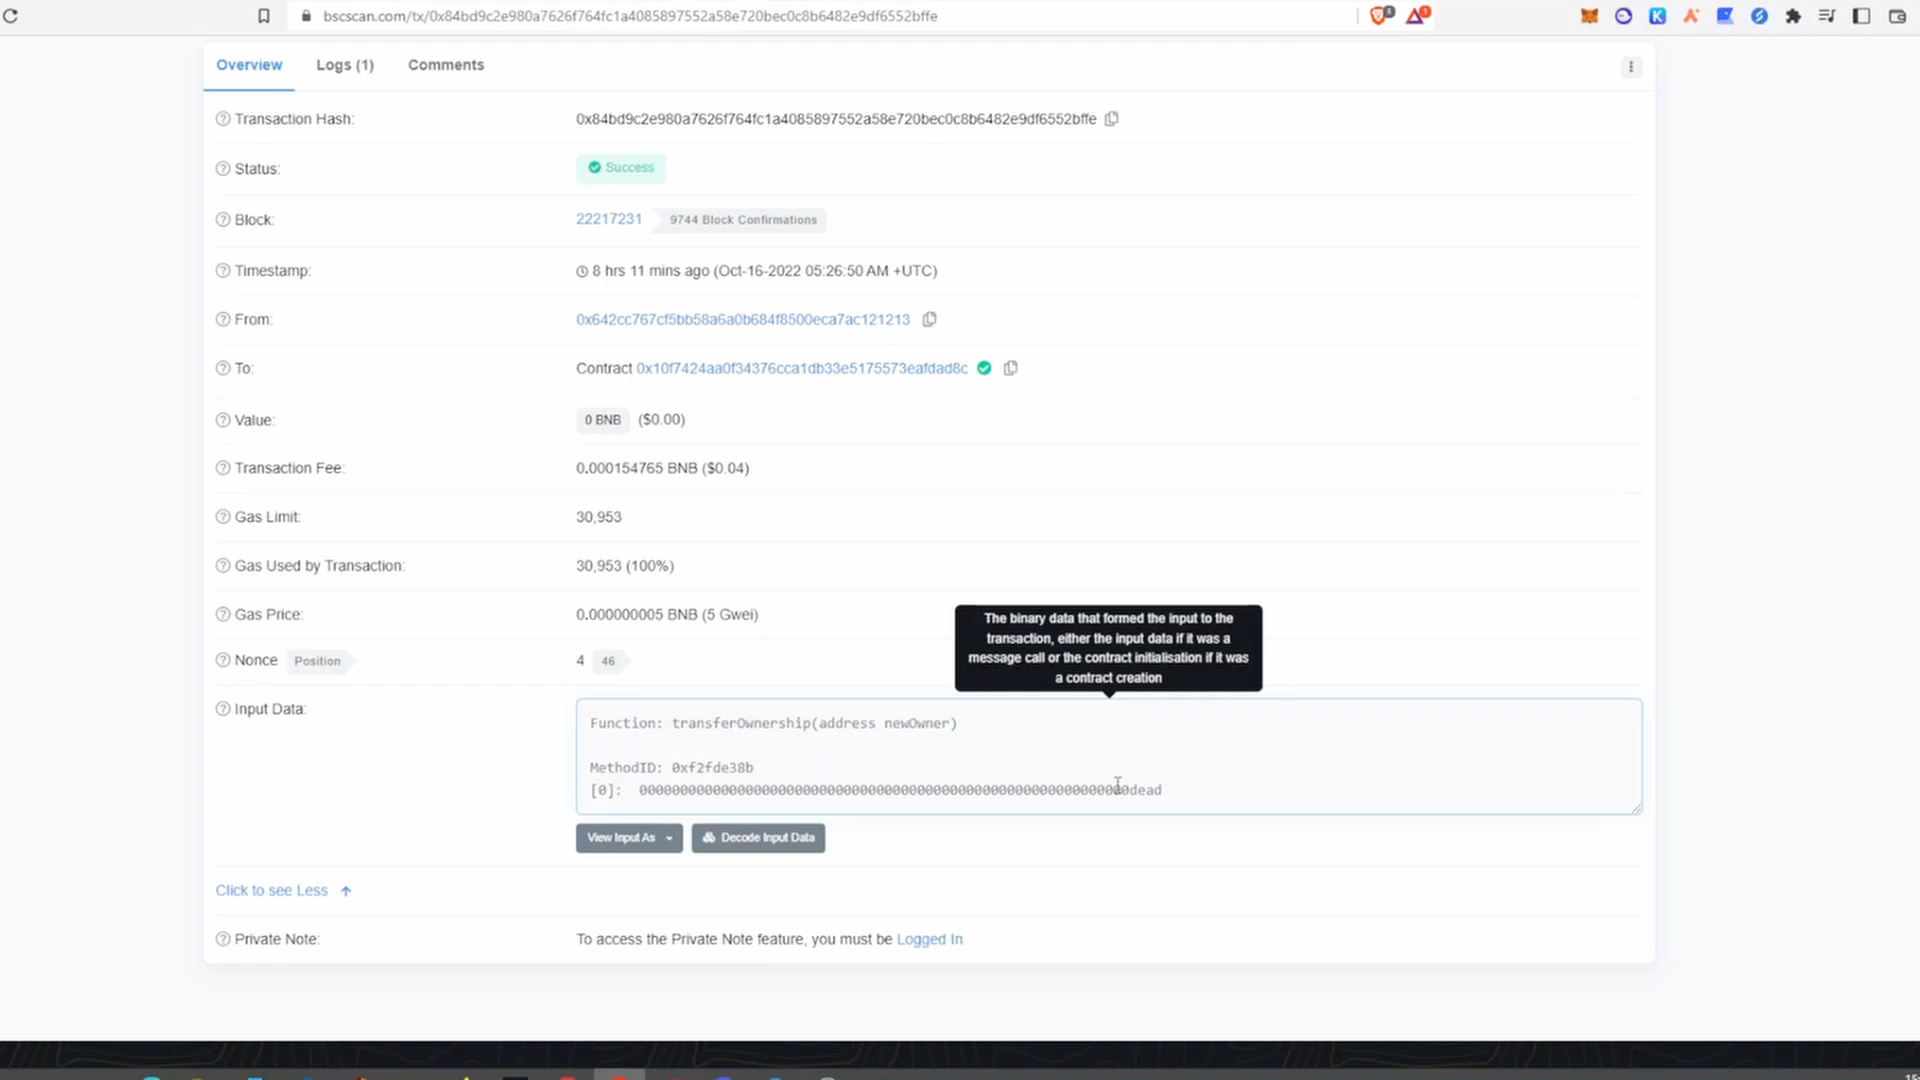 bscscan.com/tx/0x84bd9c2e980a7626f764fc1a4085897552a58e720bec0c8b6482e9df6552bffe
Overview Logs (1) Comments
Transaction Hash: 0x84bd9c2e980a7626f764fc1a4085897552a58e720bec0c8b6482e9df6552bffe
Status: Success
Block: 22217231 9744 Block Confirmations
Timestamp: 8 hrs 11 mins ago (Oct-16-2022 05:26:50 AM +UTC)
From: 0x642cc767cf5bb58a6a0b684f8500eca7ac121213
To: Contract 0x10f7424aa0f34376cca1db33e5175573eafdad8c
Value: 0 BNB ($0.00)
Transaction Fee: 0.000154765 BNB ($0.04)
Gas Limit: 30,953
Gas Used by Transaction: 30,953 (100%)
Gas Price: 0.000000005 BNB (5 Gwei)
The binary data that formed the input to the
transaction, either the input data if it was a
message call or the contract initialisation if it was
a contract creation
Nonce Position 4 46
Input Data:
Function: transferOwnership(address newOwner)
MethodID: 0xf2fde38b
[0]: 000000000000000000000000000000000000000000000000000000000000dead
View Input As Decode Input Data
Click to see Less
Private Note: To access the Private Note feature, you must be Logged In